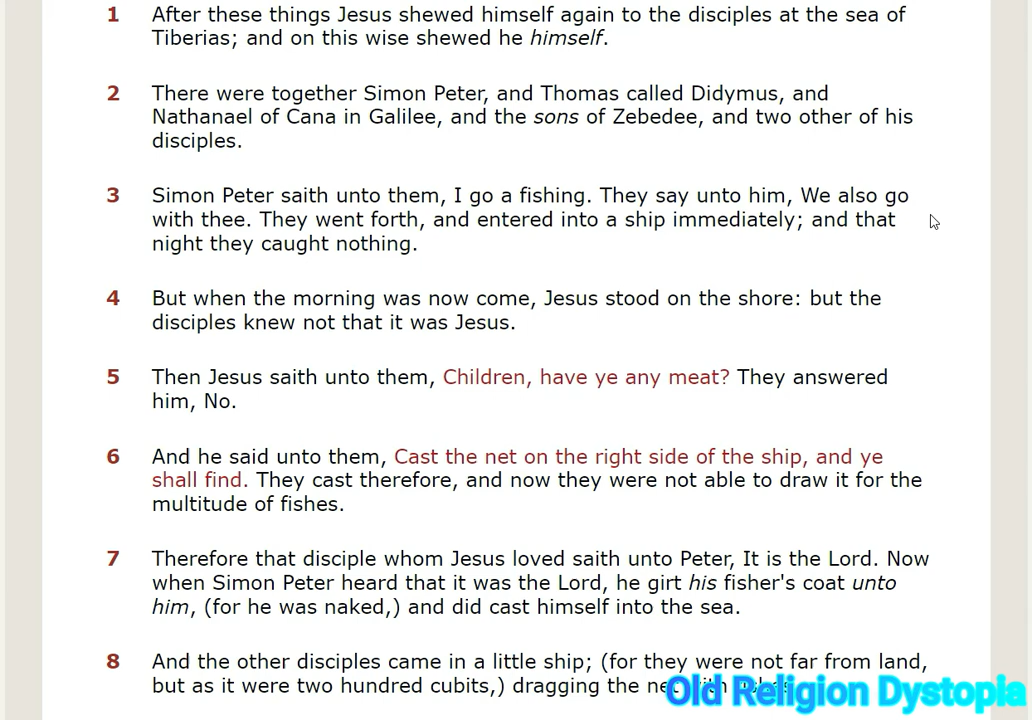 1 After these things Jesus shewed himself again to the disciples at the sea of
Tiberias; and on this wise shewed he himself.
2 There were together Simon Peter, and Thomas called Didymus, and
Nathanael of Cana in Galilee, and the sons of Zebedee, and two other of his
disciples.
3 Simon Peter saith unto them, I go a fishing. They say unto him, We also go
with thee. They went forth, and entered into a ship immediately; and that
night they caught nothing.
4 But when the morning was now come, Jesus stood on the shore: but the
disciples knew not that it was Jesus.
5 Then Jesus saith unto them, Children, have ye any meat? They answered
him, No.
6 And he said unto them, Cast the net on the right side of the ship, and ye
shall find. They cast therefore, and now they were not able to draw it for the
multitude of fishes.
7 Therefore that disciple whom Jesus loved saith unto Peter, It is the Lord. Now
when Simon Peter heard that it was the Lord, he girt his fisher's coat unto
him, (for he was naked,) and did cast himself into the sea.
8 And the other disciples came in a little ship; (for they were not far from land,
but as it were two hundred cubits,) dragging the net
Old Religion Dystopia